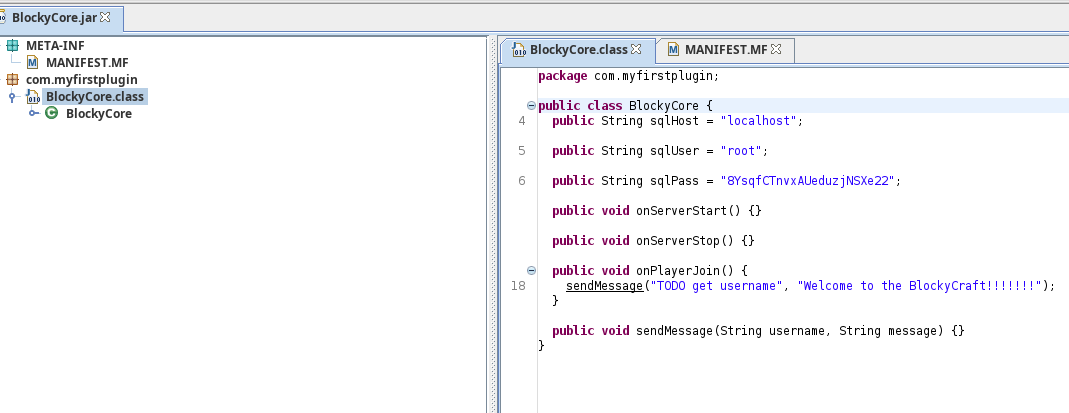 BlockyCore.jar
META-INF
MANIFEST.MF
com.myfirstplugin
BlockyCore.class
BlockyCore
BlockyCore.class MANIFEST.MF
package com.myfirstplugin;
public class BlockyCore {
4 public String sqlHost = "localhost";
5 public String sqlUser = "root";
6 public String sqlPass = "8YsqfCTnvxAUeduzjNSXe22";
public void onServerStart() {}
public void onServerStop() {}
public void onPlayerJoin() {
18 sendMessage("TODO get username", "Welcome to the BlockyCraft!!!!!!!");
}
public void sendMessage(String username, String message) {}
}